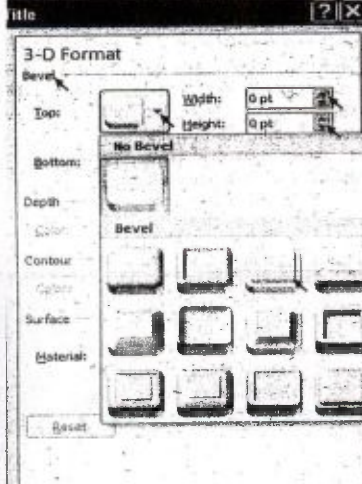 itle
3-D Format
Bevel
Top:
Width: 0 pt
Height: 0 pt
No Bevel
Bottom:
Bevel
Depth
Color:
Contour
Color:
Surface
Material:
Reset